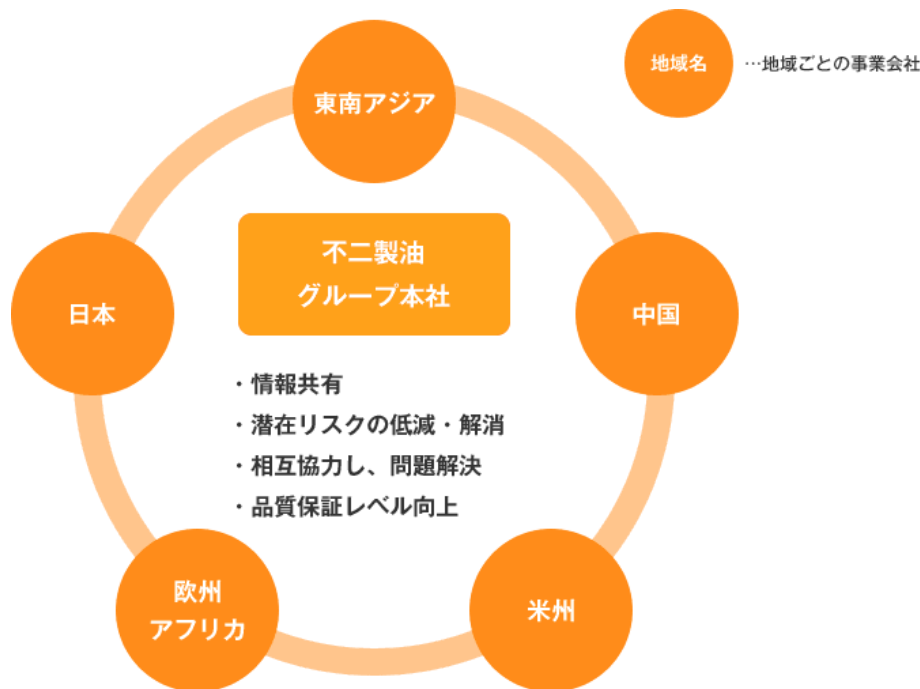 東南アジア
地域名
…地域ごとの事業会社
不二製油
グループ本社
日本
中国
・情報共有
・潜在リスクの低減・解消
・相互協力し、問題解決
・品質保証レベル向上
欧州
アフリカ
米州